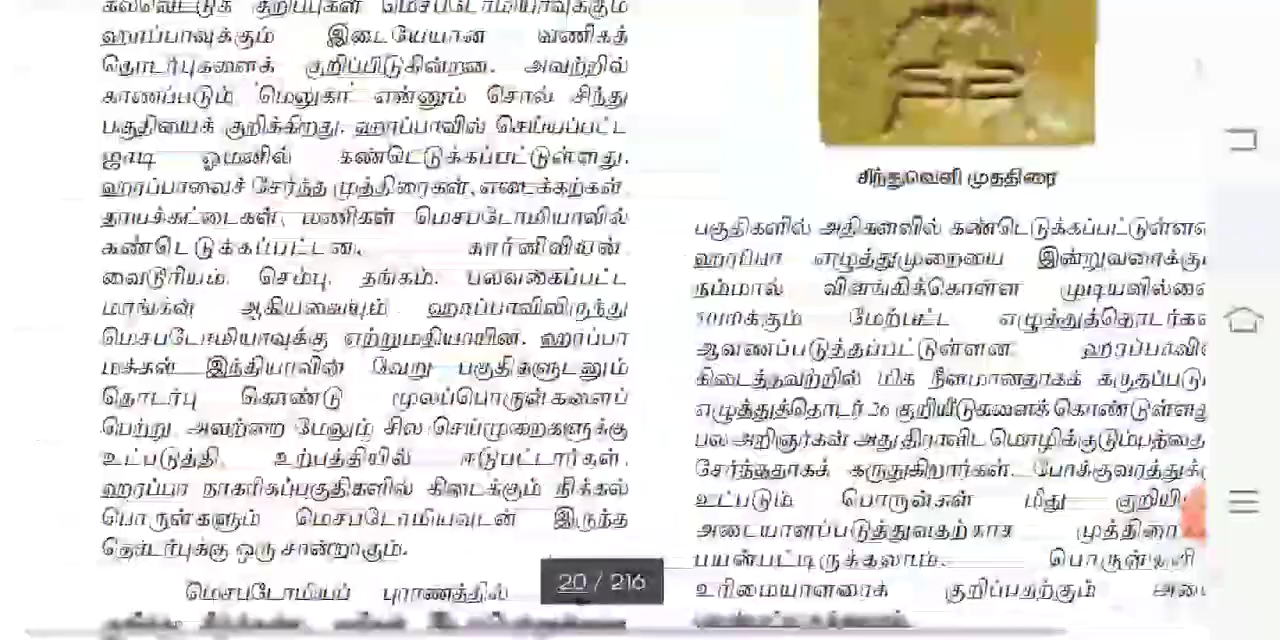 கல்வெட்டுக் குறிப்புகள் மெசபடோமியாவுக்கும்
ஹரப்பாவுக்கும் இடையேயான வணிகத்
தொடர்புகளைக் குறிப்பிடுகின்றன. அவற்றில்
காணப்படும் 'மெலுகா' எண்ணும் சொல் சிந்து
பகுதியைக் குறிக்கிறது. ஹரப்பாவில் செய்யப்பட்ட
ஜாடி ஓமனில் கண்டெடுக்கப்பட்டுள்ளது.
ஹரப்பாவைச் சேர்ந்த முத்திரைகள், எடைக்கற்கள்,
தாயக்கட்டைகள், மணிகள் மெசபடோமியாவில்
கண்டெடுக்கப்பட்டன. கார்னிலியன்,
வைடூரியம், செம்பு, தங்கம், பலவகைப்பட்ட
மரங்கள் ஆகியவையும் ஹரப்பாவிலிருந்து
மெசபடோமியாவுக்கு ஏற்றுமதியாயின. ஹரப்பா
மக்கள் இந்தியாவின் வேறு பகுதிகளுடனும்
தொடர்பு கொண்டு மூலப்பொருள்களைப்
பெற்று அவற்றை மேலும் சில செய்முறைகளுக்கு
உட்படுத்தி, உற்பத்தியில் ஈடுபட்டார்கள்.
ஹரப்பா நாகரிகப்பகுதிகளில் கிடைக்கும் நிக்கல்
பொருள்களும் மெசபடோமியவுடன் இருந்த
தொடர்புக்கு ஒரு சான்றாகும்.
மெசபடோமியப் புராணத்தில்
சிந்துவெளி முத்திரை
பகுதிகளில் அதிகளவில் கண்டெடுக்கப்பட்டுள்ளன
ஹரப்பா எழுத்துமுறையை இன்றுவரைக்கும்
நம்மால் விளங்கிக்கொள்ள முடியவில்லை
மேற்பட்ட எழுத்துத்தொடர்கள்
ஆவணப்படுத்தப்பட்டுள்ளன. ஹரப்பாவில்
கிடைத்தவற்றில் மிக நீளமானதாகக் கருதப்படும்
எழுத்துத்தொடர் 26 குறியீடுகளைக் கொண்டுள்ளது
பல அறிஞர்கள் அது திராவிட மொழிக்குடும்பத்தை
சேர்ந்ததாகக் கருதுகிறார்கள். போக்குவரத்துக்கு
உட்படும் பொருள்கள் மீது குறியிட்
அடையாளப்படுத்துவதற்காக முத்திரைகள்
பயன்பட்டிருக்கலாம். பொருள்களி
உரிமையாளரைக் குறிப்பதற்கும் அவை
20 / 216